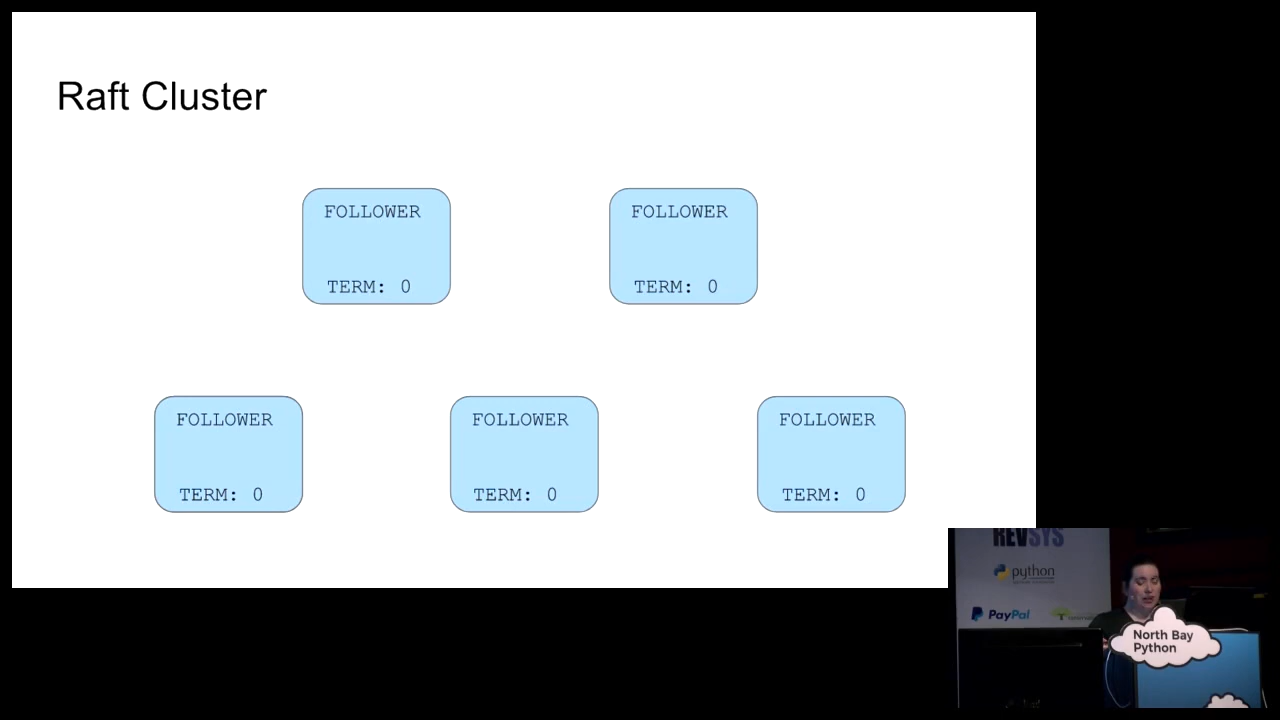 Raft Cluster
FOLLOWER
FOLLOWER
TERM: 0
TERM: 0
FOLLOWER
FOLLOWER
FOLLOWER
TERM: 0
TERM: 0
TERM: 0
REVSYS
python
PayPal
North Bay
Python